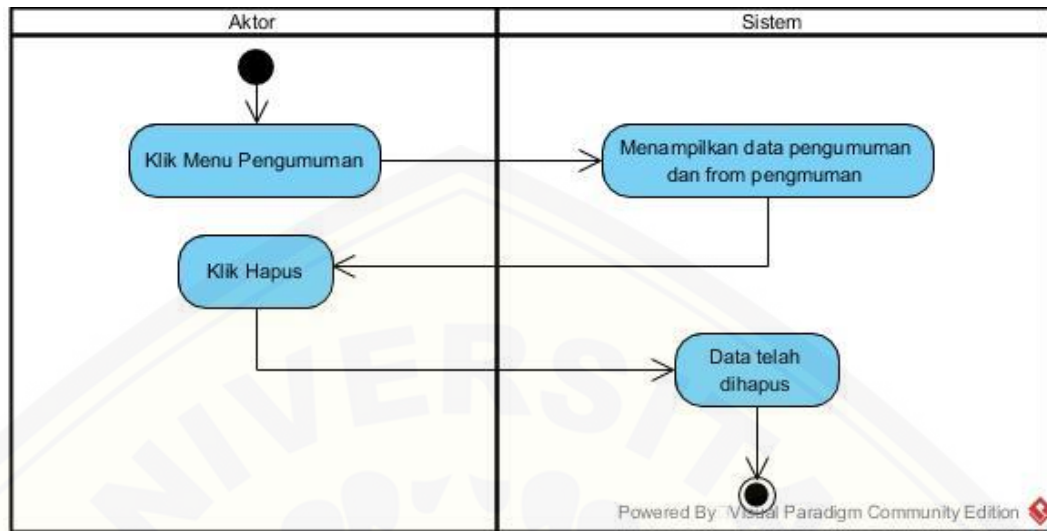 Aktor
Sistem
Klik Menu Pengumuman
Menampilkan data pengumuman
dan from pengmuman
Klik Hapus
Data telah
dihapus
NIVERSIT
Powered By Visual Paradigm Community Edition